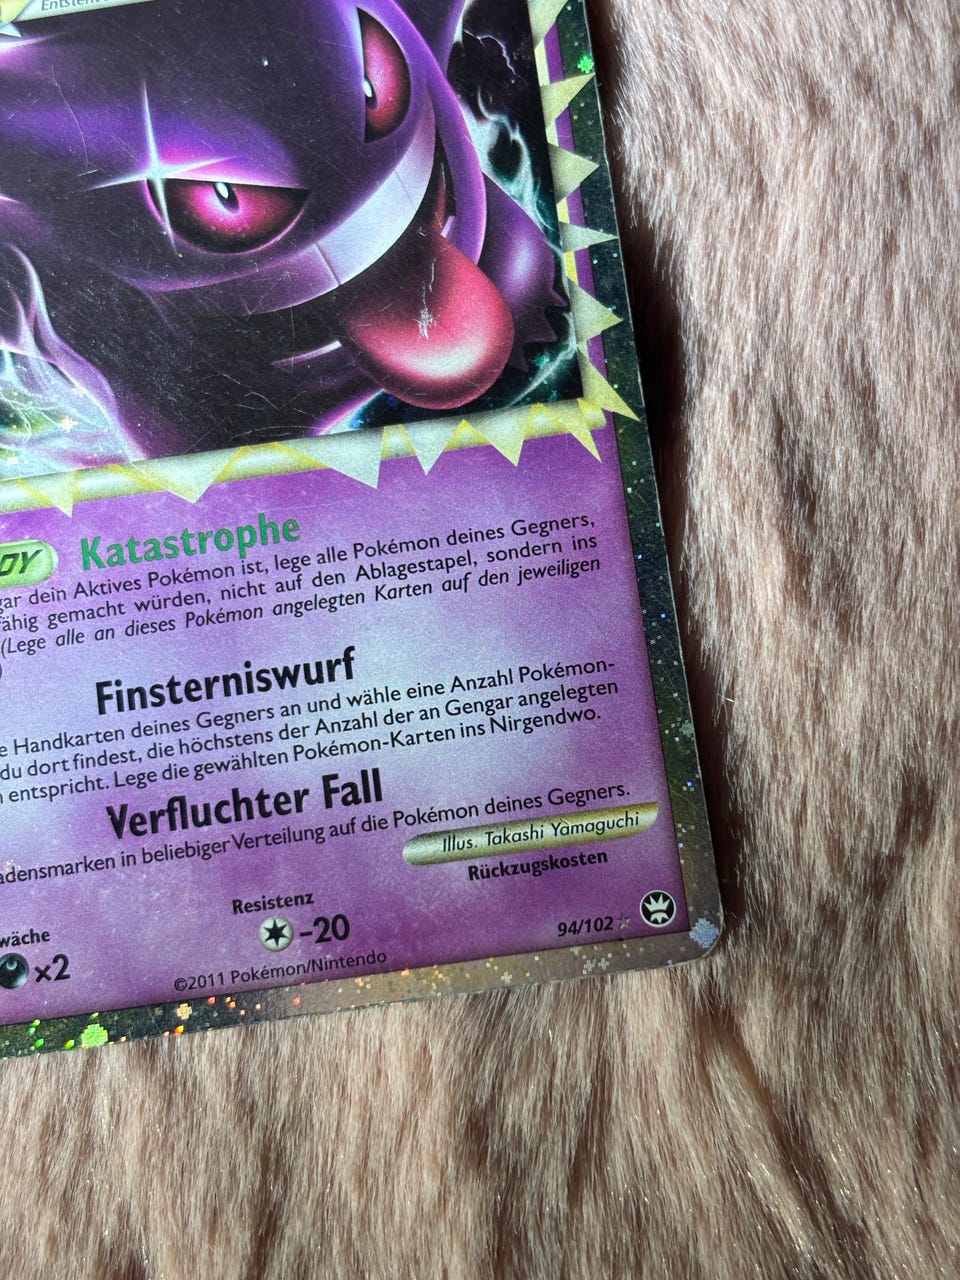 Katastrophe
dein Aktives Pokémon ist, lege alle Pokémon deines Gegners,
gemacht würden, nicht auf den Ablagestapel, sondern ins
(Lege alle an dieses Pokémon angelegten Karten auf den jeweiligen
Finsterniswurf
Handkarten deines Gegners an und wähle eine Anzahl Pokémon-
du dort findest, die höchstens der Anzahl der an Gengar angelegten
entspricht. Lege die gewählten Pokémon-Karten ins Nirgendwo.
Verfluchter Fall
in beliebiger Verteilung auf die Pokémon deines Gegners.
Illus. Takashi Yamaguchi
Rückzugskosten
Resistenz
-20
x2
94/102
©2011 Pokémon/Nintendo